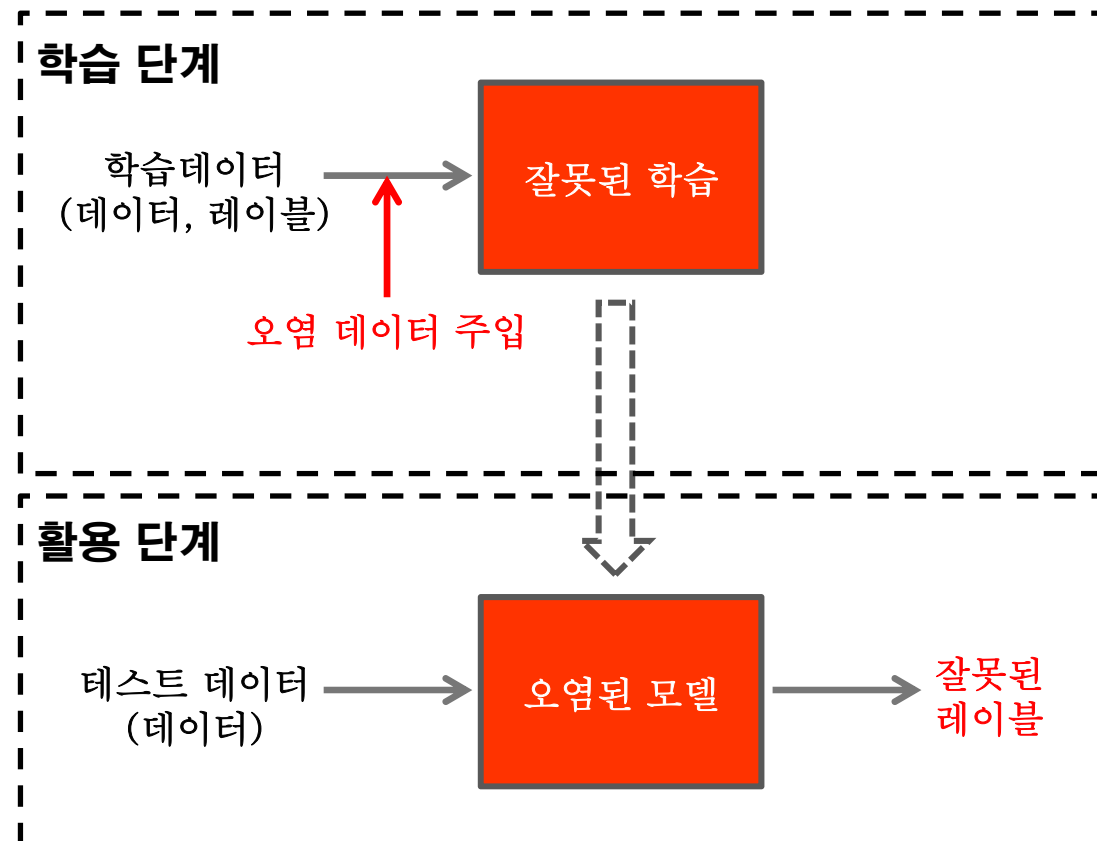 학습 단계
학습데이터
(데이터, 레이블)
잘못된 학습
오염 데이터 주입
활용 단계
테스트 데이터
(데이터)
오염된 모델
잘못된
레이블